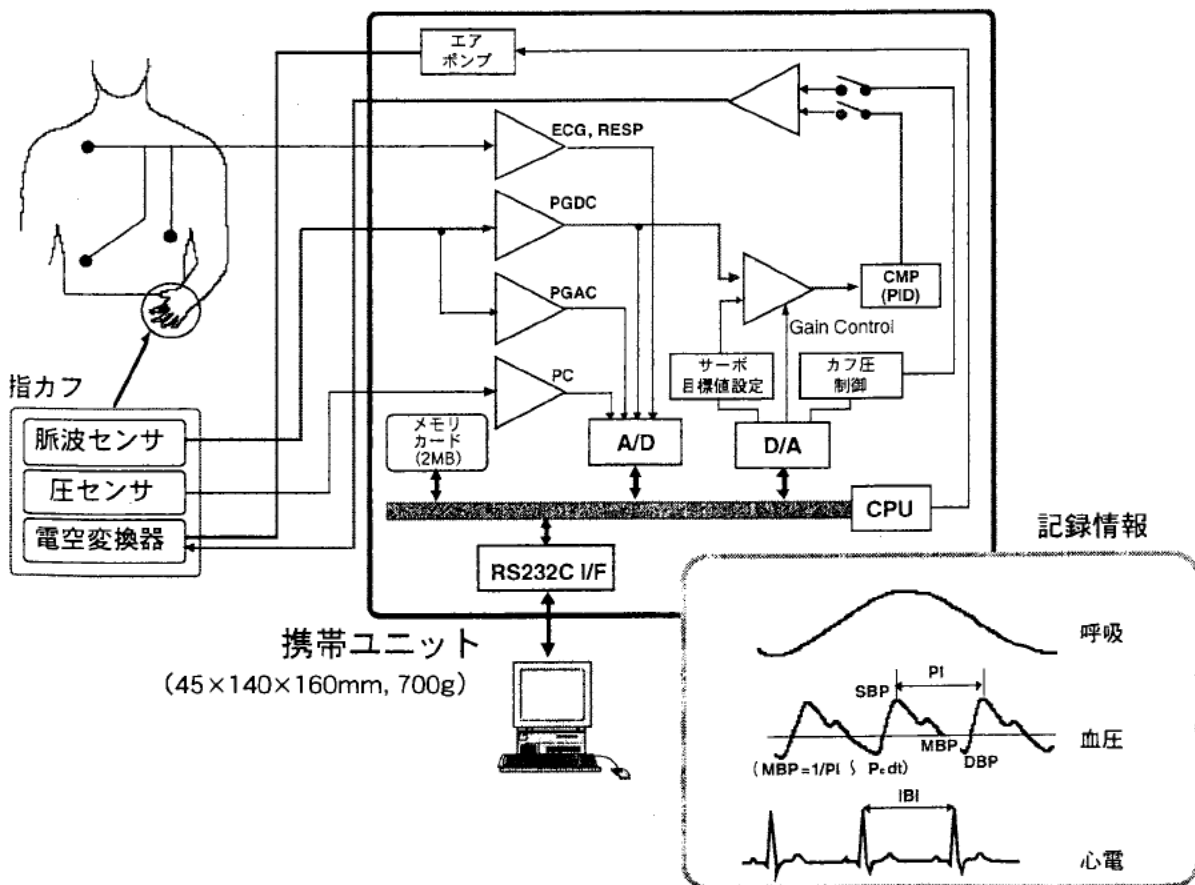 エア
ポンプ
ECG, RESP
PGDC
PGAC
PC
CMP
(PID)
Gain Control
サーボ
目標値設定
カフ圧
制御
指カフ
脈波センサ
圧センサ
電空変換器
メモリ
カード
(2MB)
A/D
D/A
CPU
RS232C I/F
携帯ユニット
(45×140×160mm, 700g)
記録情報
呼吸
SBP
PI
MBP
DBP
血圧
(MBP=1/PI ∫ Pc dt)
IBI
心電